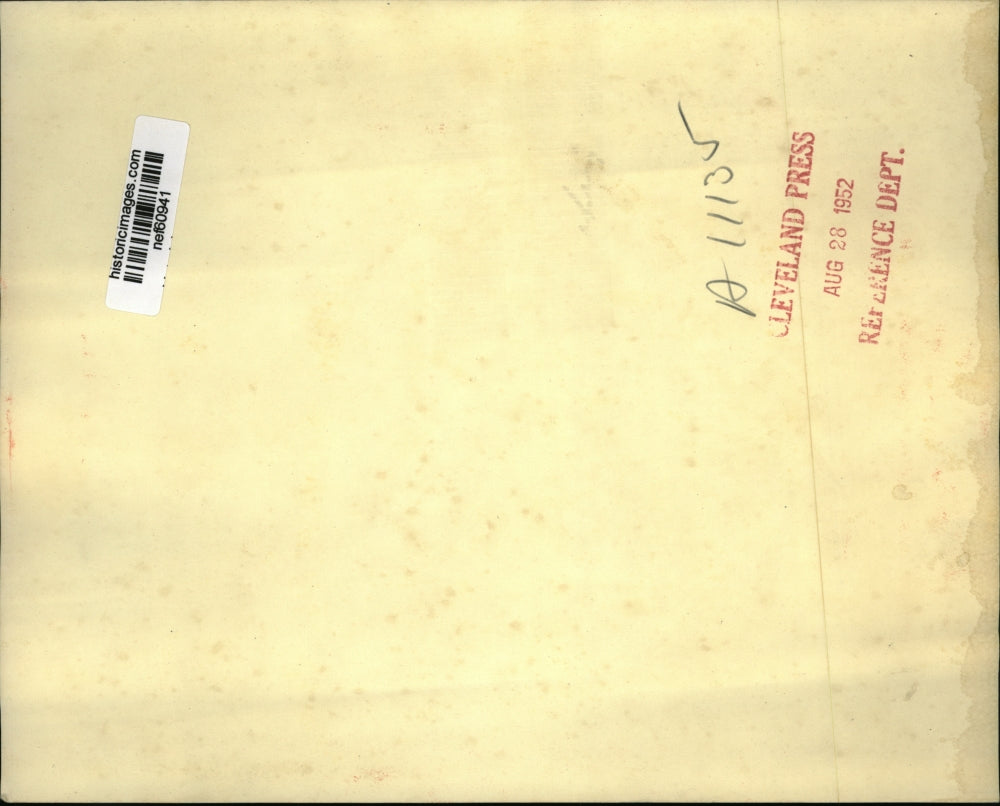 historicimages.com
nef60941
A-11135
CLEVELAND PRESS
AUG 28 1952
REFERENCE DEPT.